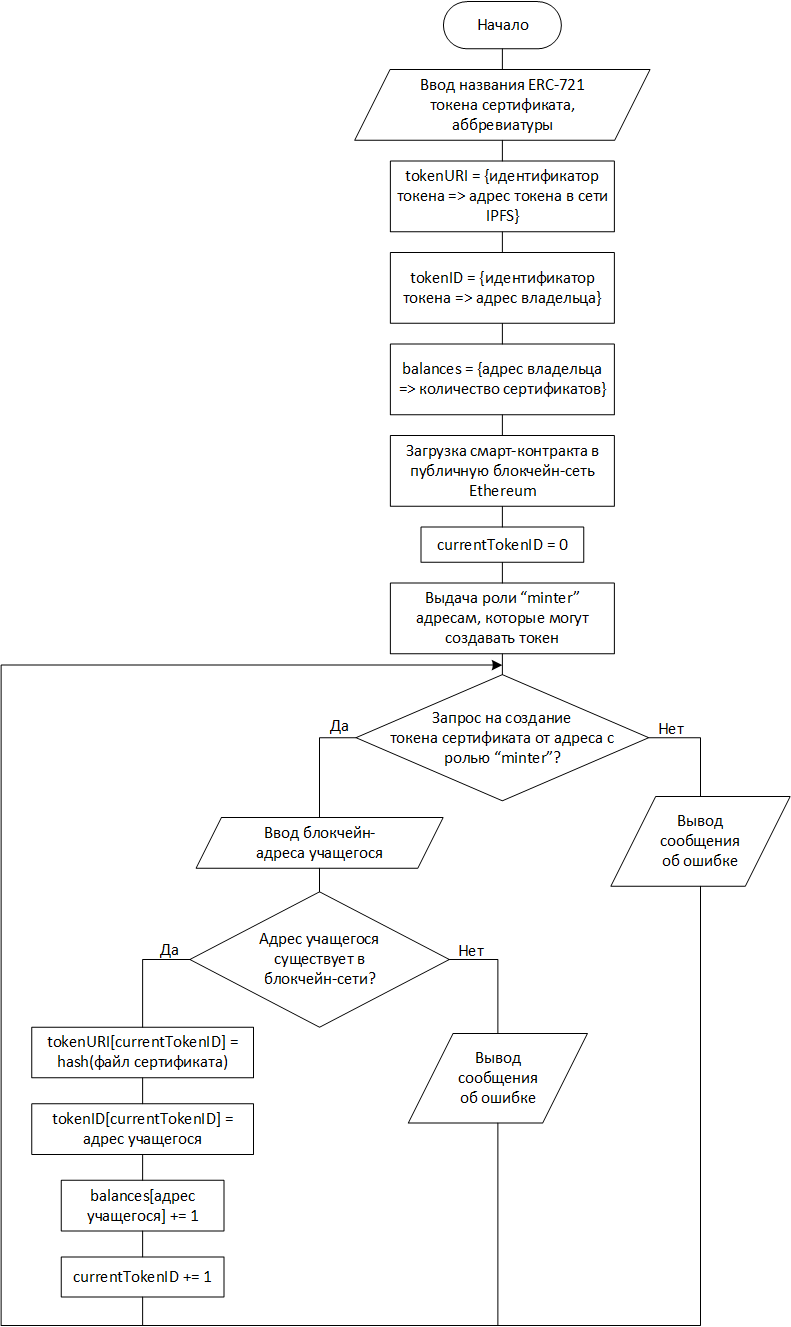 Начало
Ввод названия ERC-721
токена сертификата,
аббревиатуры
tokenURI = {идентификатор
токена => адрес токена в сети
IPFS}
tokenID = {идентификатор
токена => адрес владельца}
balances = {адрес владельца
=> количество сертификатов}
Загрузка смарт-контракта в
публичную блокчейн-сеть
Ethereum
currentTokenID = 0
Выдача роли “minter”
адресам, которые могут
создавать токен
Запрос на создание
токена сертификата от адреса с
ролью “minter”?
Да
Нет
Ввод блокчейн-
адреса учащегося
Вывод
сообщения
об ошибке
Адрес учащегося
существует в
блокчейн-сети?
Да
Нет
tokenURI[currentTokenID] =
hash(файл сертификата)
Вывод
сообщения
об ошибке
tokenID[currentTokenID] =
адрес учащегося
balances[адрес
учащегося] += 1
currentTokenID += 1